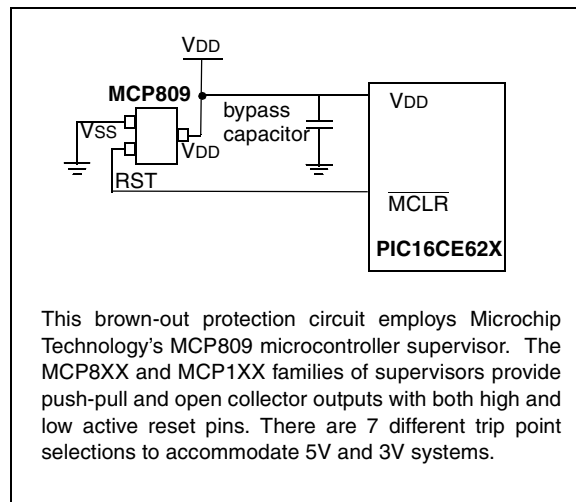 VDD
MCP809
bypass
capacitor
VDD
VSS
VDD
RST
MCLR
PIC16CE62X
This brown-out protection circuit employs Microchip
Technology's MCP809 microcontroller supervisor. The
MCP8XX and MCP1XX families of supervisors provide
push-pull and open collector outputs with both high and
low active reset pins. There are 7 different trip point
selections to accommodate 5V and 3V systems.